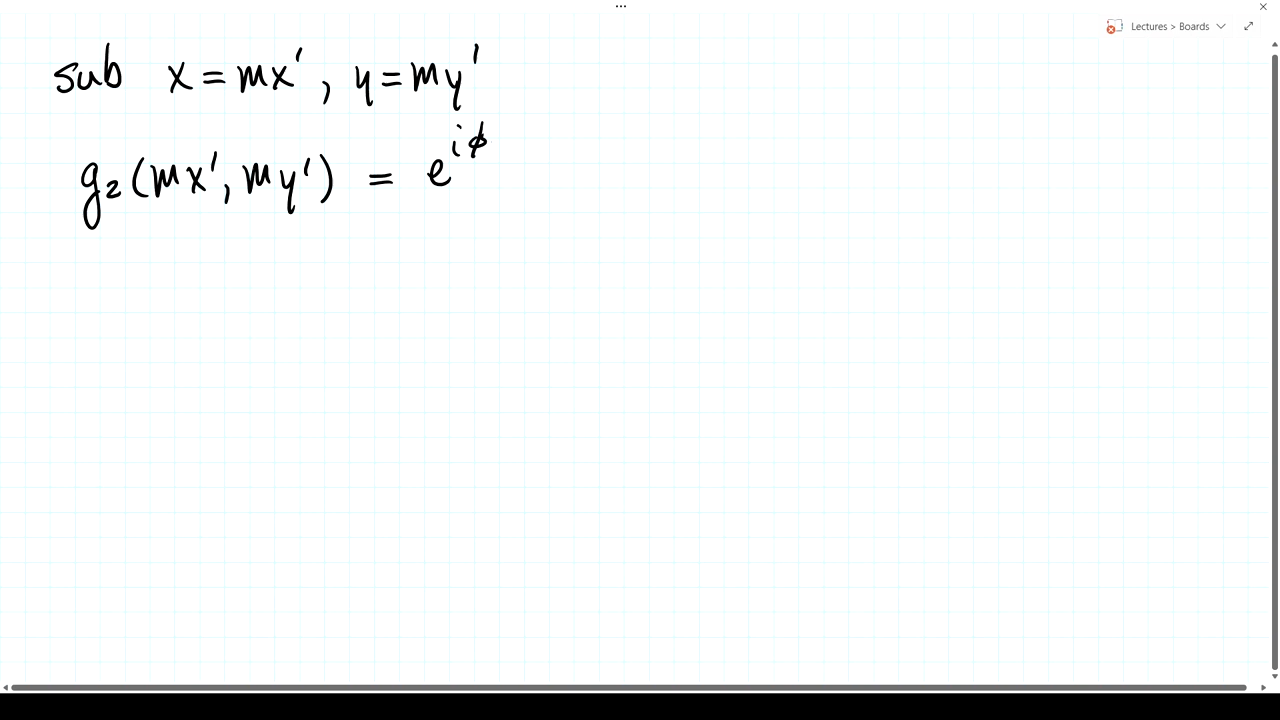 ...
Lectures > Boards
sub x = mx', y = my'
g₂(mx', my') = e^{iϕ}